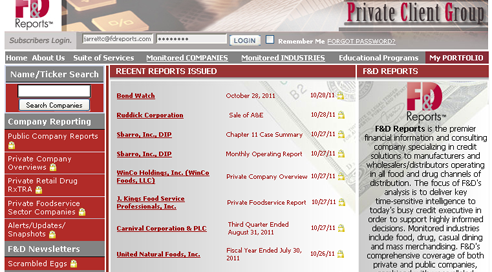 F&D
Reports™
Private Client Group
Subscribers Login.
jsarreltc@fdreports.com
********
LOGIN
Remember Me FORGOT PASSWORD?
Home About Us Suite of Services Monitored COMPANIES Monitored INDUSTRIES Educational Programs My PORTFOLIO
Name/Ticker Search
Search Companies
Company Reporting
Public Company Reports
Private Company
Overviews
Private Retail Drug
RxTRA
Private Foodservice
Sector Companies
Alerts/Updates/
Snapshots
F&D Newsletters
Scrambled Eggs
RECENT REPORTS ISSUED
Bond Watch October 28, 2011 10/28/11
Ruddick Corporation Sale of A&E 10/28/11
Sbarro, Inc., DIP Chapter 11 Case Summary 10/27/11
Sbarro, Inc., DIP Monthly Operating Report 10/27/11
WinCo Holdings, Inc. (WinCo
Foods, LLC) Private Company Overview 10/27/11
J. Kings Food Service
Professionals, Inc. Private Foodservice Report 10/27/11
Carnival Corporation & PLC Third Quarter Ended
August 31, 2011 10/27/11
United Natural Foods, Inc. Fiscal Year Ended July 30,
2011 10/26/11
F&D REPORTS
F&D
Reports™
F&D Reports is the premier
financial information and consulting
company specializing in credit
solutions to manufacturers and
wholesalers/distributors operating
in all food and drug channels of
distribution. The focus of F&D's
analysis is to deliver key
time-sensitive intelligence to
today's busy credit executive in
order to support highly informed
decisions. Monitored industries
include food, drug, casual dining
and mass merchandising. F&D's
comprehensive coverage of both
private and public companies,